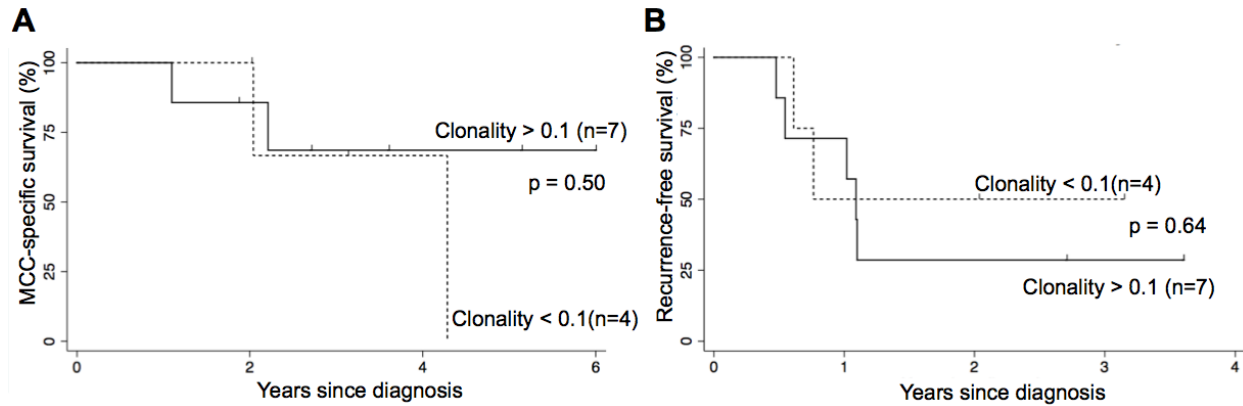 A
MCC-specific survival (%)
100
75
50
25
0
Clonality > 0.1 (n=7)
p = 0.50
Clonality < 0.1(n=4)
0
2
4
6
Years since diagnosis
B
Recurrence-free survival (%)
100
75
50
25
0
Clonality < 0.1(n=4)
p = 0.64
Clonality > 0.1 (n=7)
0
1
2
3
4
Years since diagnosis